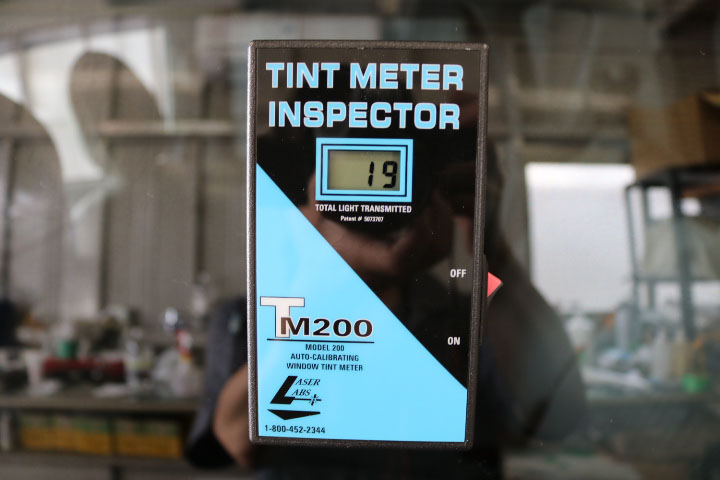 TINT METER
INSPECTOR
19
TOTAL LIGHT TRANSMITTED
Patent # 5073707
OFF
ON
TM200
MODEL 200
AUTO-CALIBRATING
WINDOW TINT METER
LASER
LABS
1-800-452-2344